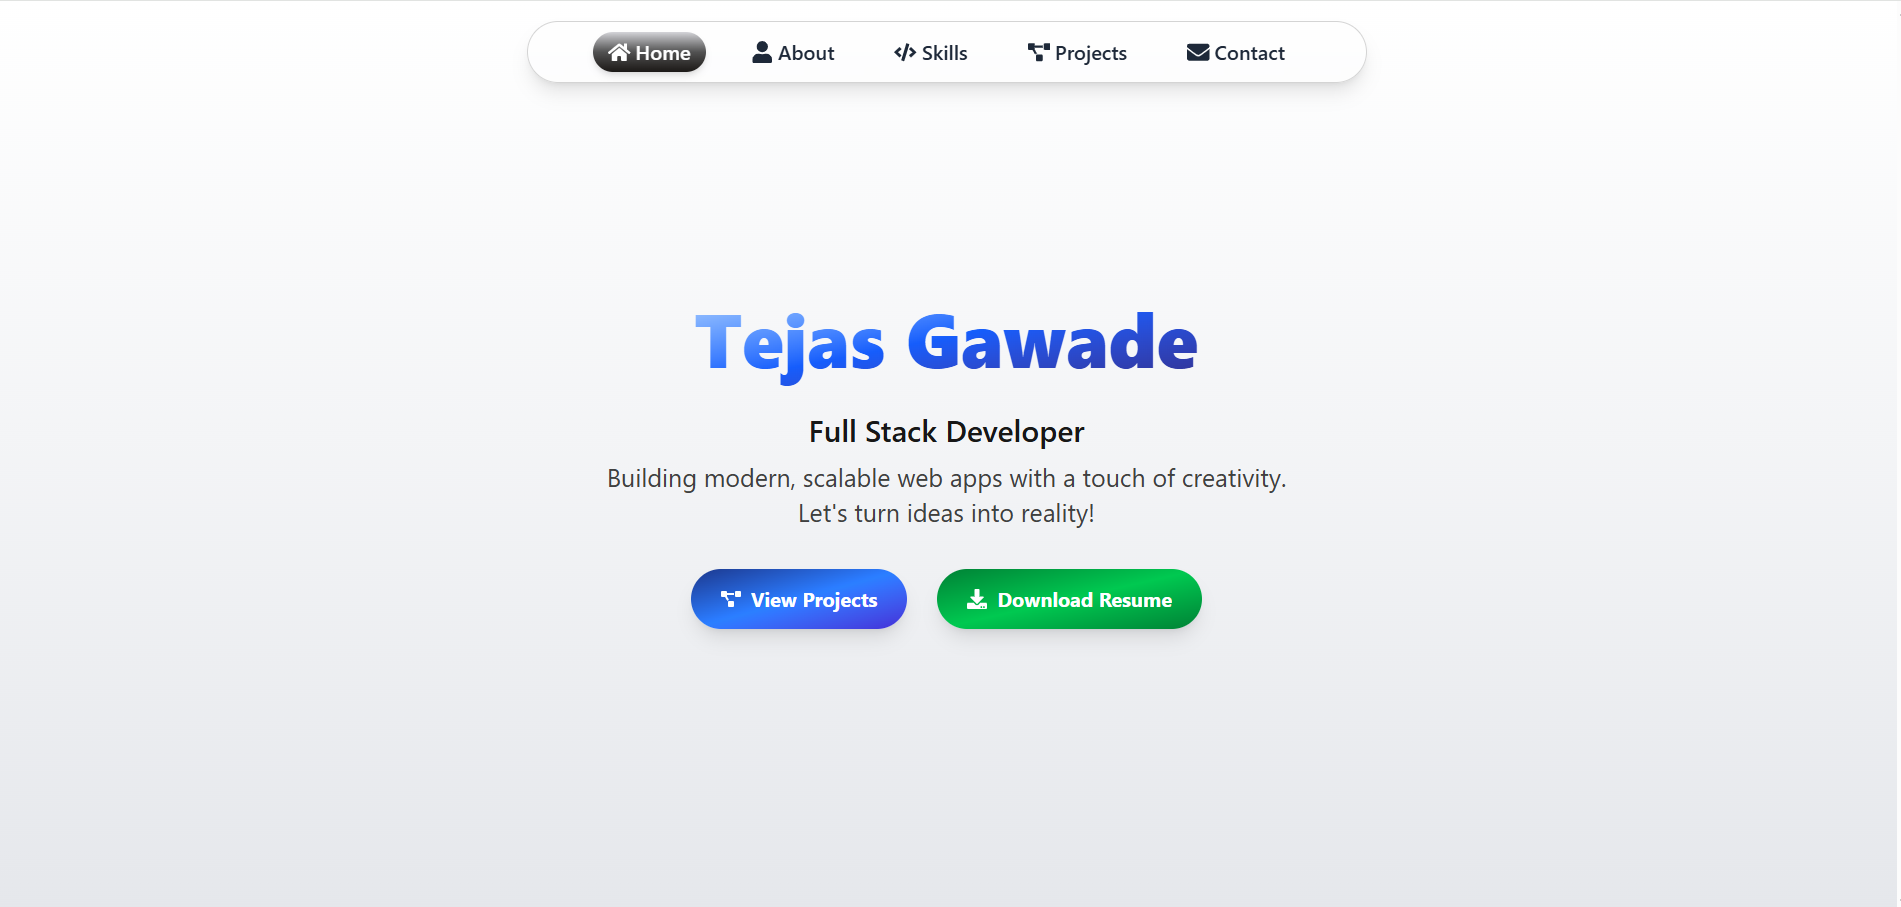 Home About Skills Projects Contact
Tejas Gawade
Full Stack Developer
Building modern, scalable web apps with a touch of creativity.
Let's turn ideas into reality!
View Projects Download Resume